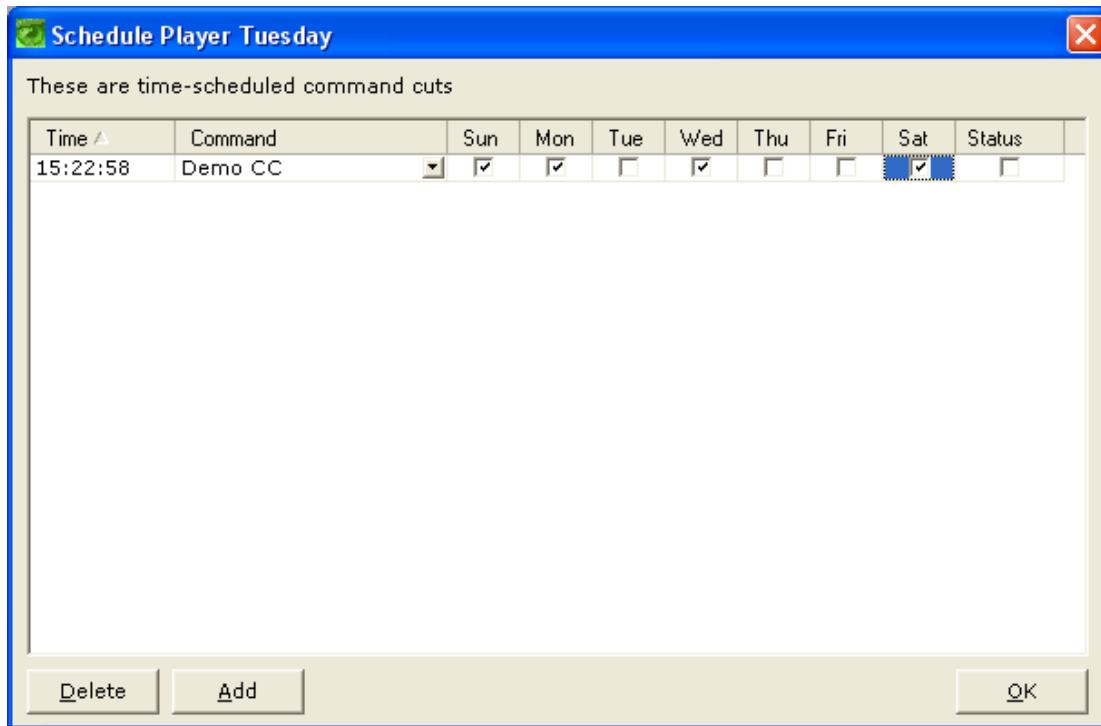 Schedule Player Tuesday
These are time-scheduled command cuts
Time Command Sun Mon Tue Wed Thu Fri Sat Status
15:22:58 Demo CC
Delete Add OK